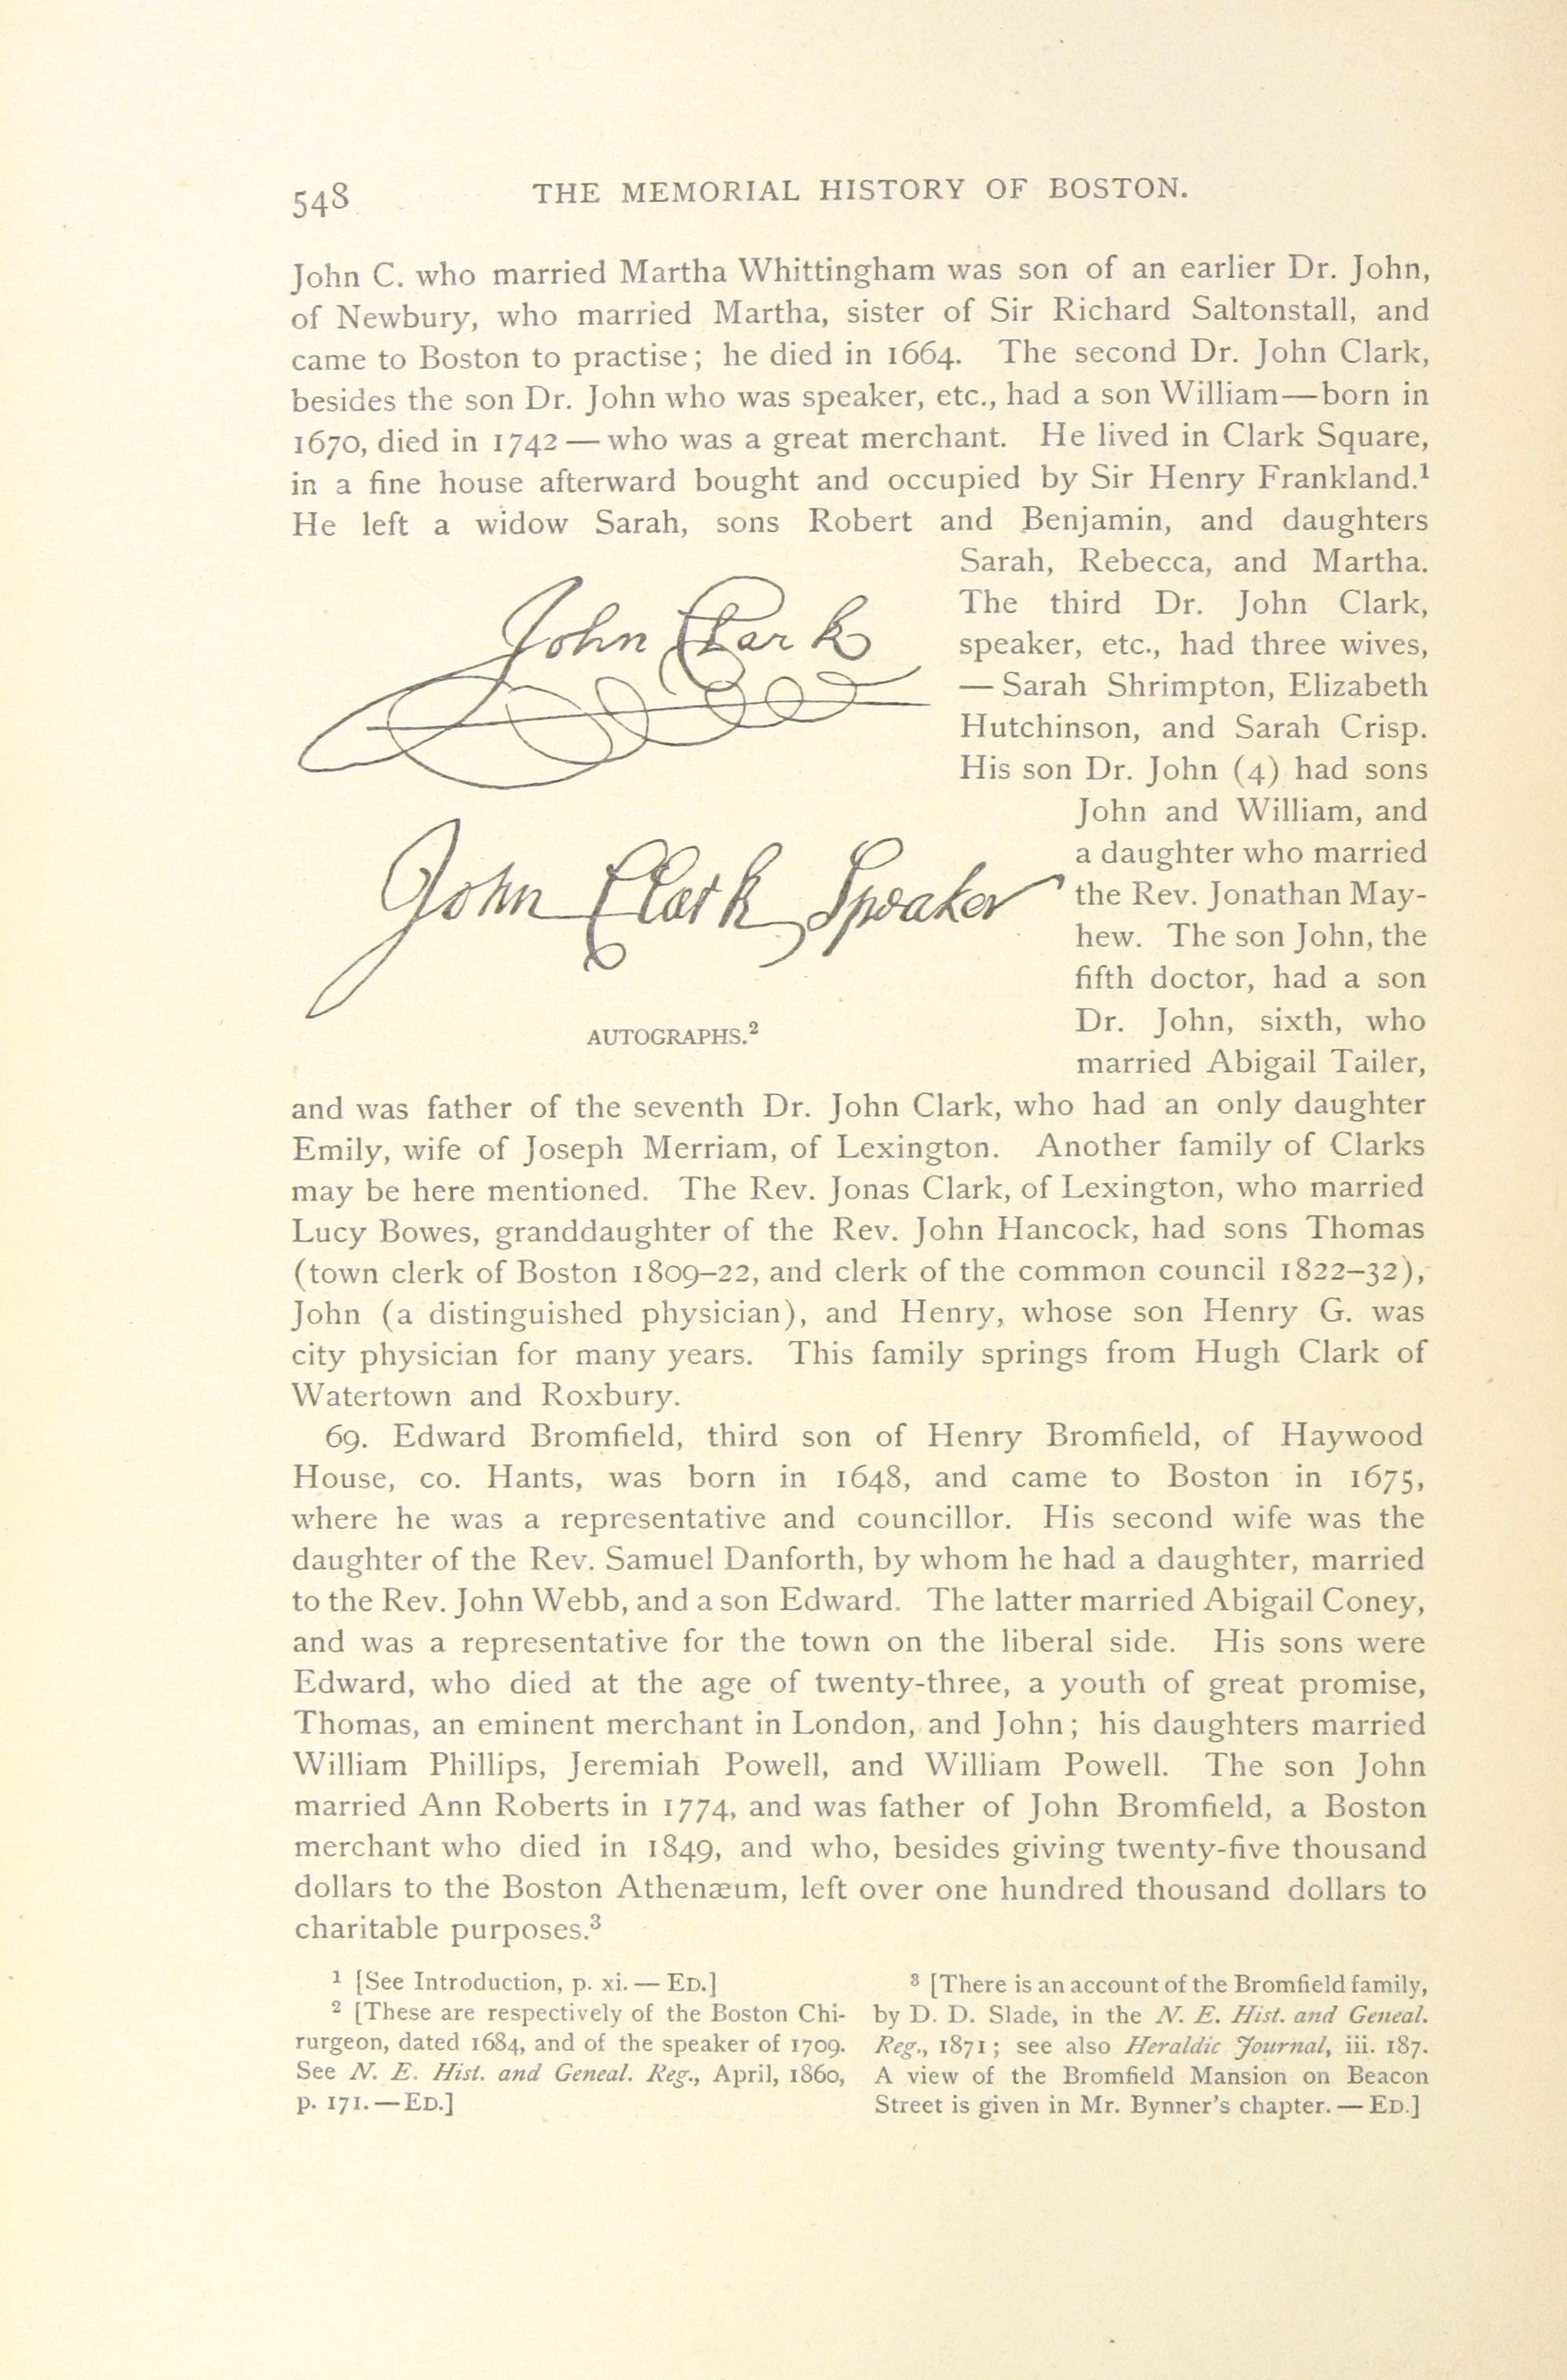 548
THE MEMORIAL HISTORY OF BOSTON.
John C. who married Martha Whittingham was son of an earlier Dr. John,
of Newbury, who married Martha, sister of Sir Richard Saltonstall, and
came to Boston to practise; he died in 1664. The second Dr. John Clark,
besides the son Dr. John who was speaker, etc., had a son William—born in
1670, died in 1742 — who was a great merchant. He lived in Clark Square,
in a fine house afterward bought and occupied by Sir Henry Frankland.¹
He left a widow Sarah, sons Robert and Benjamin, and daughters
Sarah, Rebecca, and Martha.
The third Dr. John Clark,
speaker, etc., had three wives,
— Sarah Shrimpton, Elizabeth
Hutchinson, and Sarah Crisp.
His son Dr. John (4) had sons
John and William, and
a daughter who married
the Rev. Jonathan May-
hew. The son John, the
fifth doctor, had a son
Dr. John, sixth, who
married Abigail Tailer,
John Clark
John Clark Speaker
AUTOGRAPHS.²
and was father of the seventh Dr. John Clark, who had an only daughter
Emily, wife of Joseph Merriam, of Lexington. Another family of Clarks
may be here mentioned. The Rev. Jonas Clark, of Lexington, who married
Lucy Bowes, granddaughter of the Rev. John Hancock, had sons Thomas
(town clerk of Boston 1809–22, and clerk of the common council 1822–32),
John (a distinguished physician), and Henry, whose son Henry G. was
city physician for many years. This family springs from Hugh Clark of
Watertown and Roxbury.
69. Edward Bromfield, third son of Henry Bromfield, of Haywood
House, co. Hants, was born in 1648, and came to Boston in 1675,
where he was a representative and councillor. His second wife was the
daughter of the Rev. Samuel Danforth, by whom he had a daughter, married
to the Rev. John Webb, and a son Edward. The latter married Abigail Coney,
and was a representative for the town on the liberal side. His sons were
Edward, who died at the age of twenty-three, a youth of great promise,
Thomas, an eminent merchant in London, and John; his daughters married
William Phillips, Jeremiah Powell, and William Powell. The son John
married Ann Roberts in 1774, and was father of John Bromfield, a Boston
merchant who died in 1849, and who, besides giving twenty-five thousand
dollars to the Boston Athenæum, left over one hundred thousand dollars to
charitable purposes.³
¹ [See Introduction, p. xi. — ED.]
² [These are respectively of the Boston Chi-
rurgeon, dated 1684, and of the speaker of 1709.
See N. E. Hist. and Geneal. Reg., April, 1860,
p. 171. — ED.]
³ [There is an account of the Bromfield family,
by D. D. Slade, in the N. E. Hist. and Geneal.
Reg., 1871; see also Heraldic Journal, iii. 187.
A view of the Bromfield Mansion on Beacon
Street is given in Mr. Bynner's chapter. — ED.]